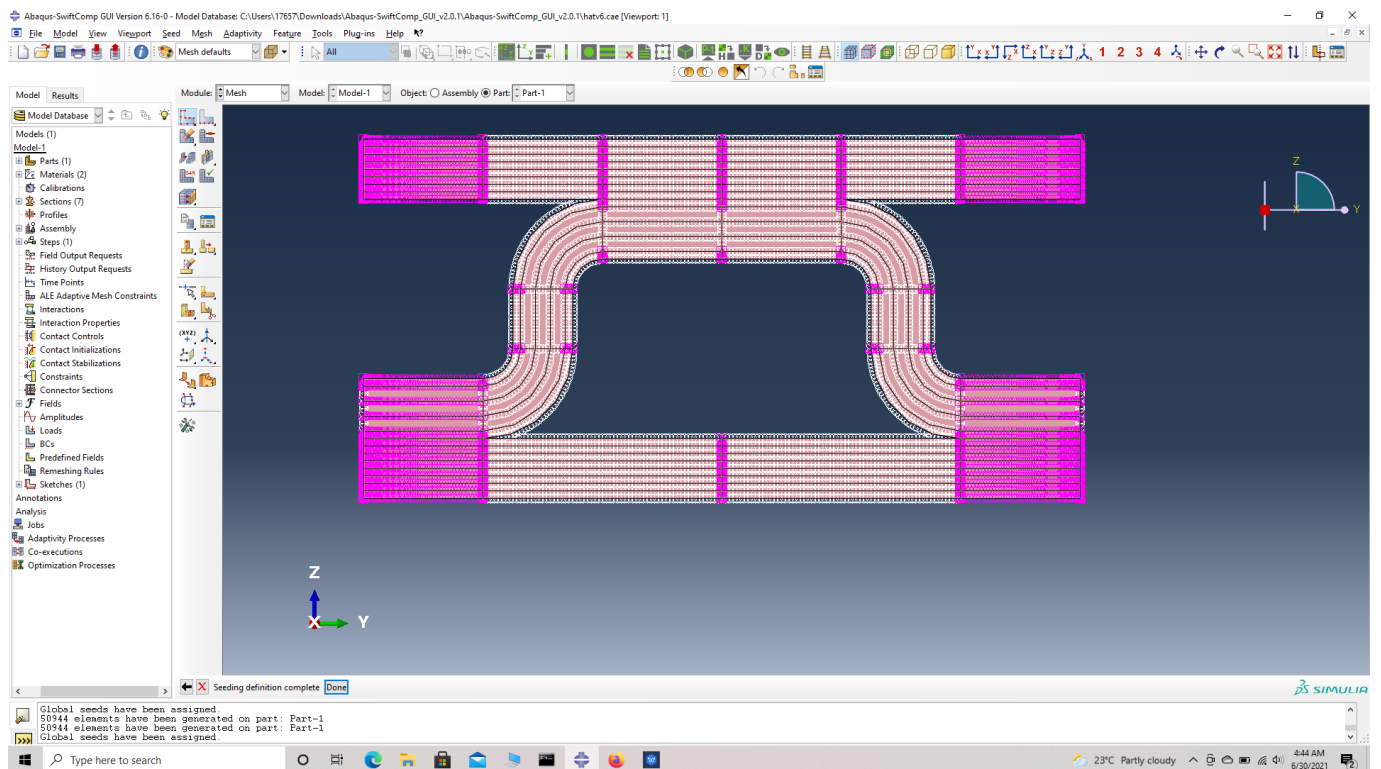 Abaqus-SwiftComp GUI Version 6.16-0 - Model Database: C:\Users\17657\Downloads\Abaqus-SwiftComp_GUI_v2.0.1\Abaqus-SwiftComp_GUI_v2.0.1\hatv6.cae [Viewport: 1]
File Model View Viewport Seed Mesh Adaptivity Feature Tools Plug-ins Help
Mesh defaults All 1 2 3 4
Model Results Module: Mesh Model: Model-1 Object: Assembly Part: Part-1
Model Database
Models (1)
Model-1
Parts (1)
Materials (2)
Calibrations
Sections (7)
Profiles
Assembly
Steps (1)
Field Output Requests
History Output Requests
Time Points
ALE Adaptive Mesh Constraints
Interactions
Interaction Properties
Contact Controls
Contact Initializations
Contact Stabilizations
Constraints
Connector Sections
Fields
Amplitudes
Loads
BCs
Predefined Fields
Remeshing Rules
Sketches (1)
Annotations
Analysis
Jobs
Adaptivity Processes
Co-executions
Optimization Processes
(XYZ)
Z
X Y
Z
X Y
Seeding definition complete Done
SIMULIA
Global seeds have been assigned.
50944 elements have been generated on part: Part-1
50944 elements have been generated on part: Part-1
Global seeds have been assigned.
Type here to search
23°C Partly cloudy
4:44 AM
6/30/2021